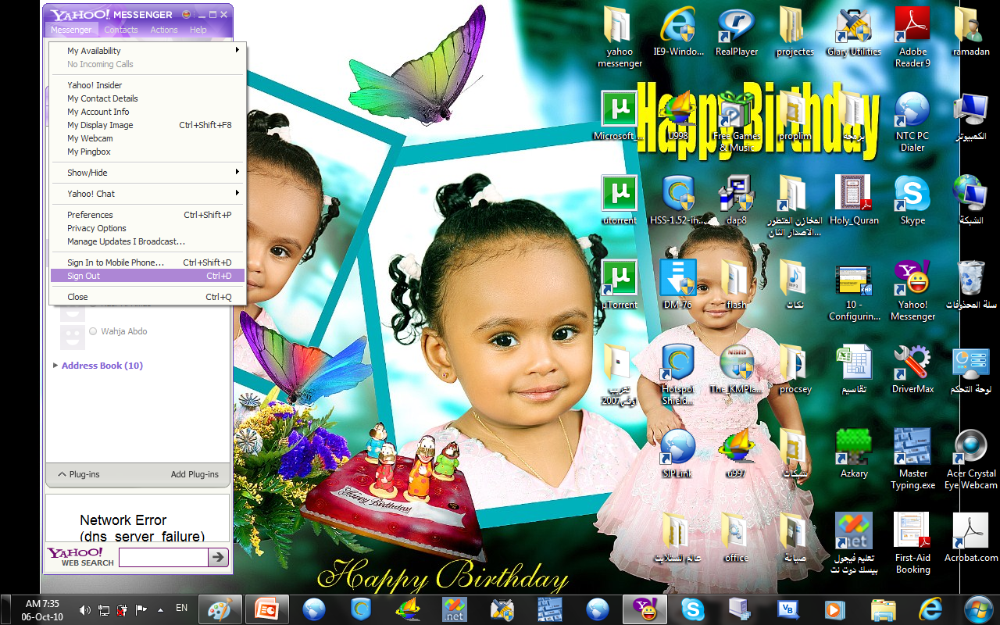 YAHOO! MESSENGER
Messenger Contacts Actions Help
My Availability
No Incoming Calls
Yahoo! Insider
My Contact Details
My Account Info
My Display Image Ctrl+Shift+F8
My Webcam
My Pingbox
Show/Hide
Yahoo! Chat
Preferences Ctrl+Shift+P
Privacy Options
Manage Updates I Broadcast...
Sign In to Mobile Phone... Ctrl+Shift+D
Sign Out Ctrl+D
Close Ctrl+Q
Wahja Abdo
Address Book (10)
Plug-ins Add Plug-ins
Network Error
(dns_server_failure)
YAHOO!
WEB SEARCH
Happy Birthday
Happy Birthday
Happy Birthday
yahoo
messenger
IE9-Windo...
RealPlayer
projectes
Glary Utilities
Adobe
Reader 9
ramadan
Microsoft_...
U998
Free Games
& Music
proplim
برمجه
NTC PC
Dialer
الكمبيوتر
utorrent
HSS-1.52-in...
dap8
المخازن المتطور
الاصدار الثان...
Holy_Quran
Skype
الشبكة
µTorrent
DM-76
flash
نكات
10 -
Configurin...
Yahoo!
Messenger
سلة المحذوفات
تعريب
2007اوفس
Hotspot
Shield...
The_KMPla...
procsey
تقاسيم
DriverMax
لوحة التحكم
SIPLink
u997
شبكات
Azkary
Master
Typing.exe
Acer Crystal
Eye Webcam
عالم الستلايت
office
صيانة
تعليم فيجول
بيسك دوت نت
First-Aid
Booking
Acrobat.com
AM 7:35
06-Oct-10
EN